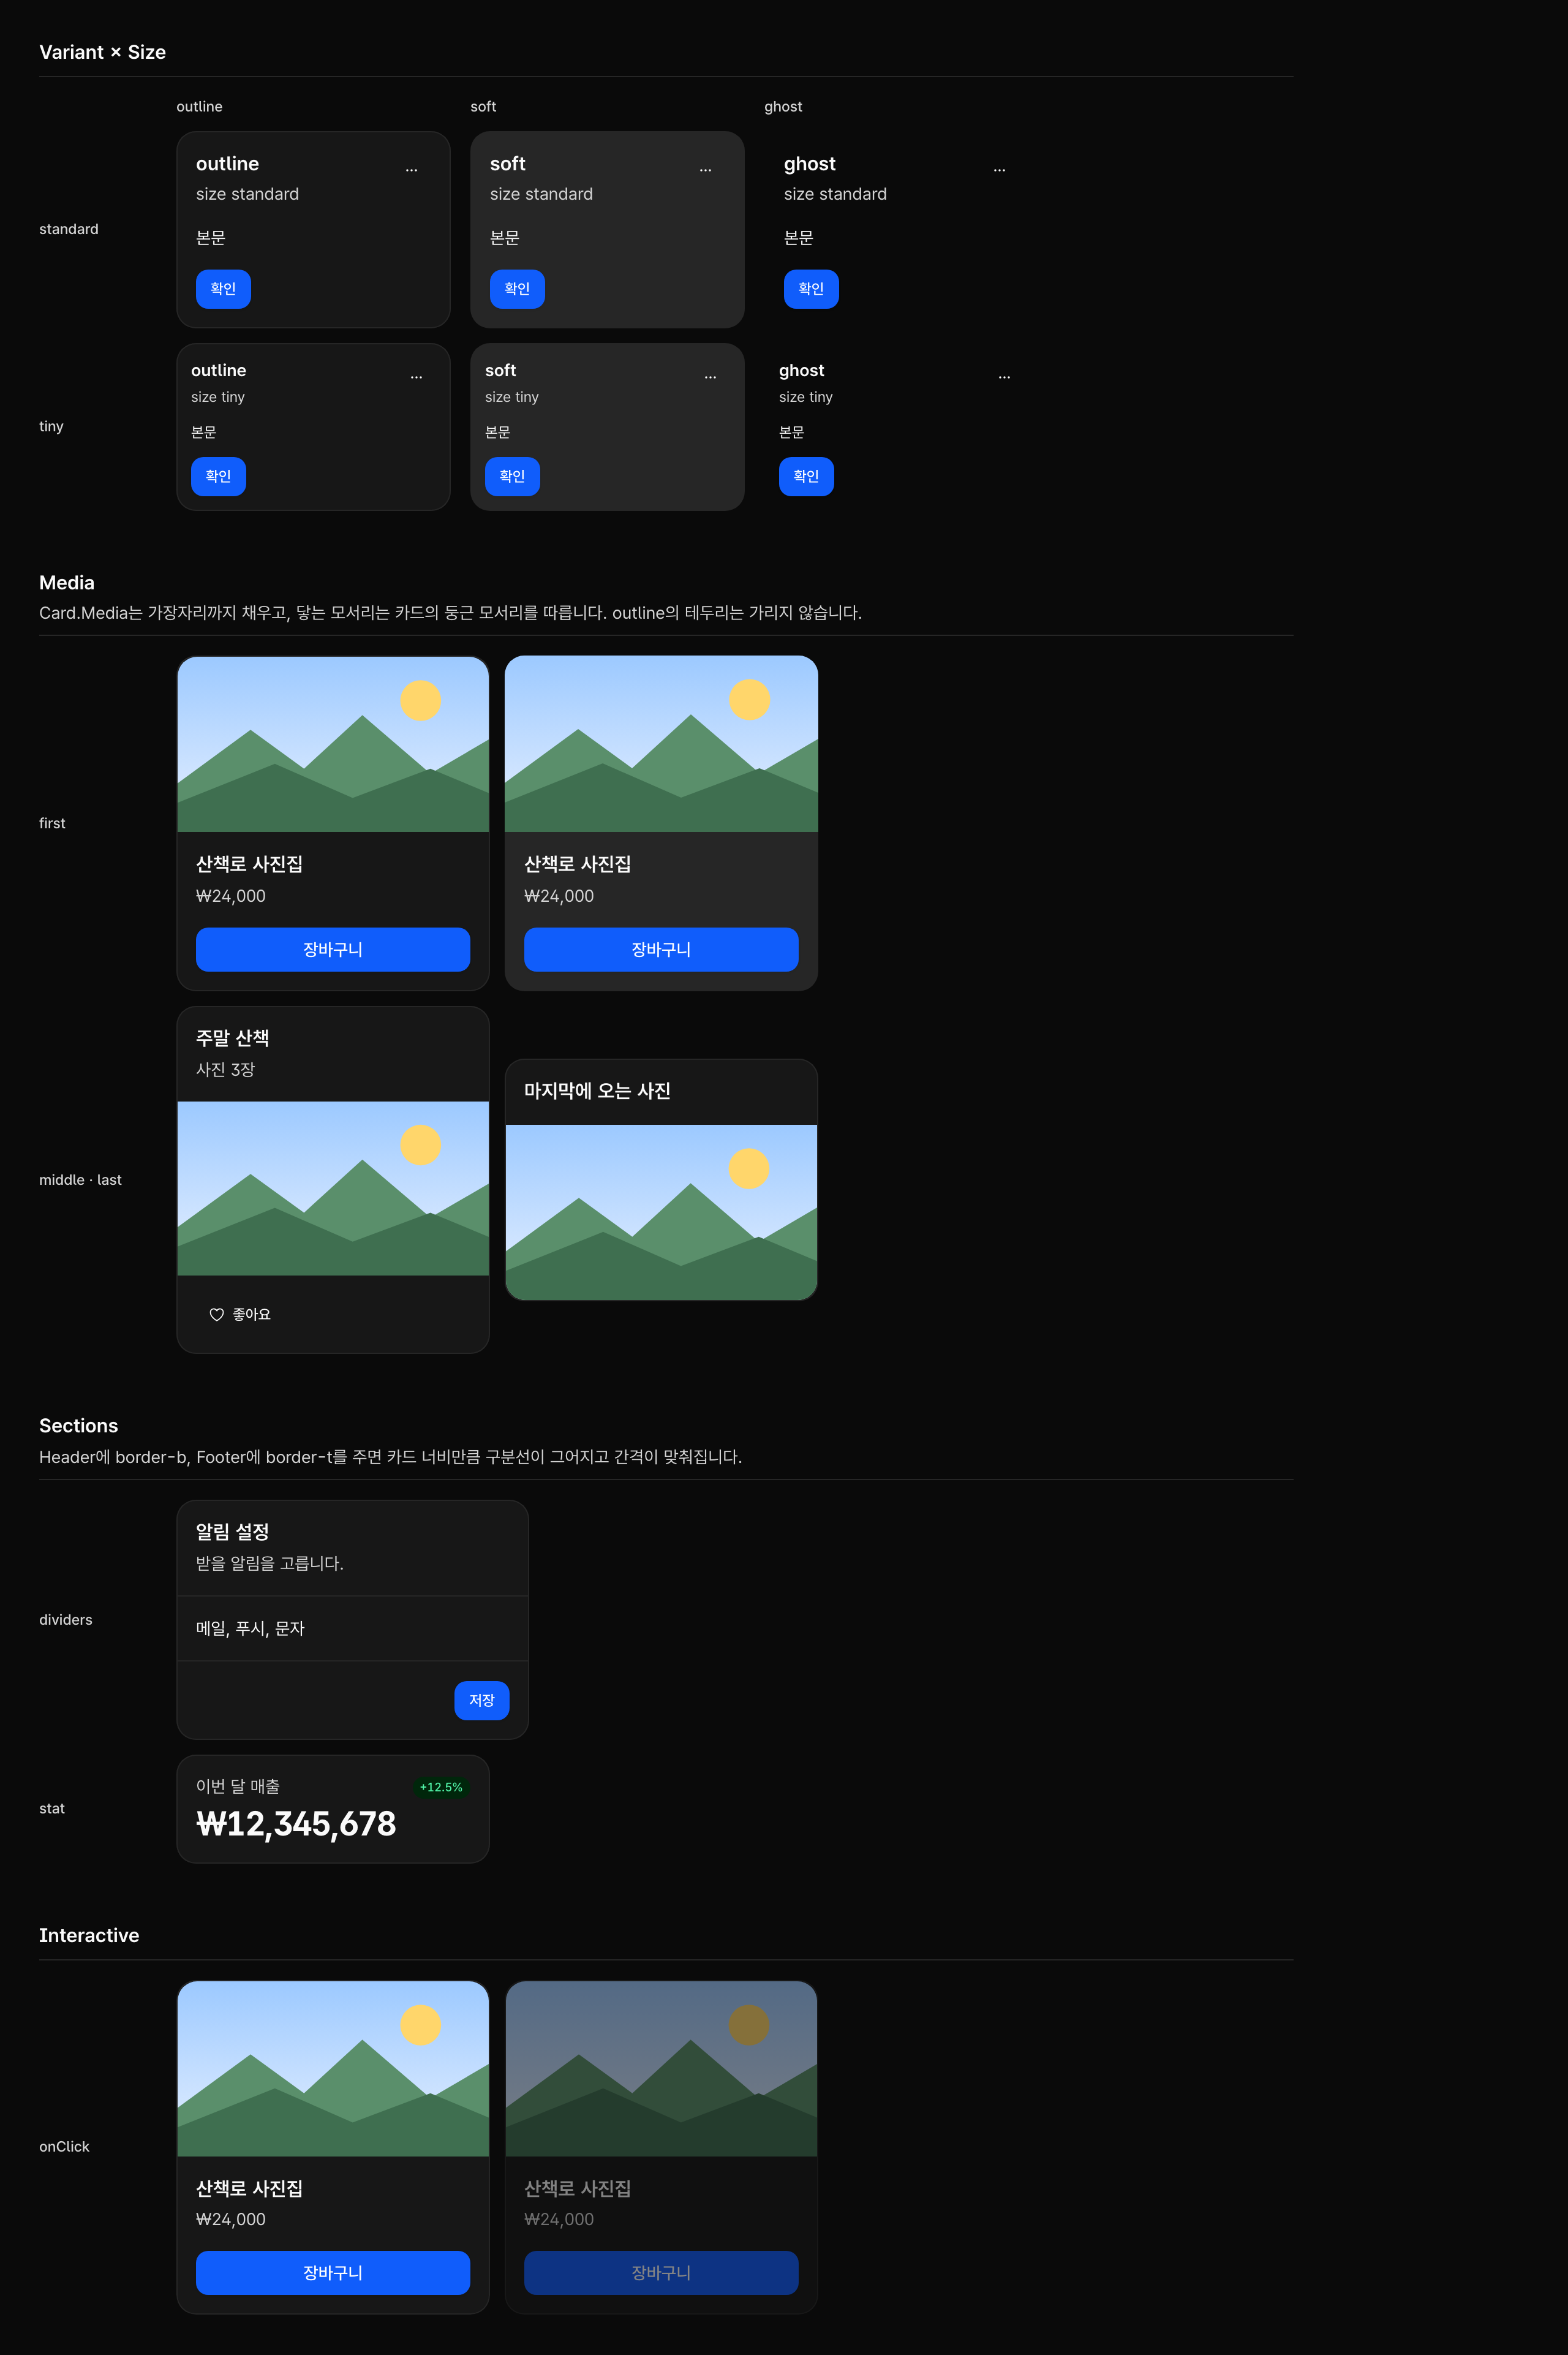 Variant × Size
outline
soft
ghost
standard
outline
...
size standard
본문
확인
soft
...
size standard
본문
확인
ghost
...
size standard
본문
확인
tiny
outline
...
size tiny
본문
확인
soft
...
size tiny
본문
확인
ghost
...
size tiny
본문
확인
Media
Card.Media는 가장자리까지 채우고, 닿는 모서리는 카드의 둥근 모서리를 따릅니다. outline의 테두리는 가리지 않습니다.
first
산책로 사진집
₩24,000
장바구니
산책로 사진집
₩24,000
장바구니
middle · last
주말 산책
사진 3장
좋아요
마지막에 오는 사진
Sections
Header에 border-b, Footer에 border-t를 주면 카드 너비만큼 구분선이 그어지고 간격이 맞춰집니다.
dividers
알림 설정
받을 알림을 고릅니다.
메일, 푸시, 문자
저장
stat
이번 달 매출
+12.5%
₩12,345,678
Interactive
onClick
산책로 사진집
₩24,000
장바구니
산책로 사진집
₩24,000
장바구니